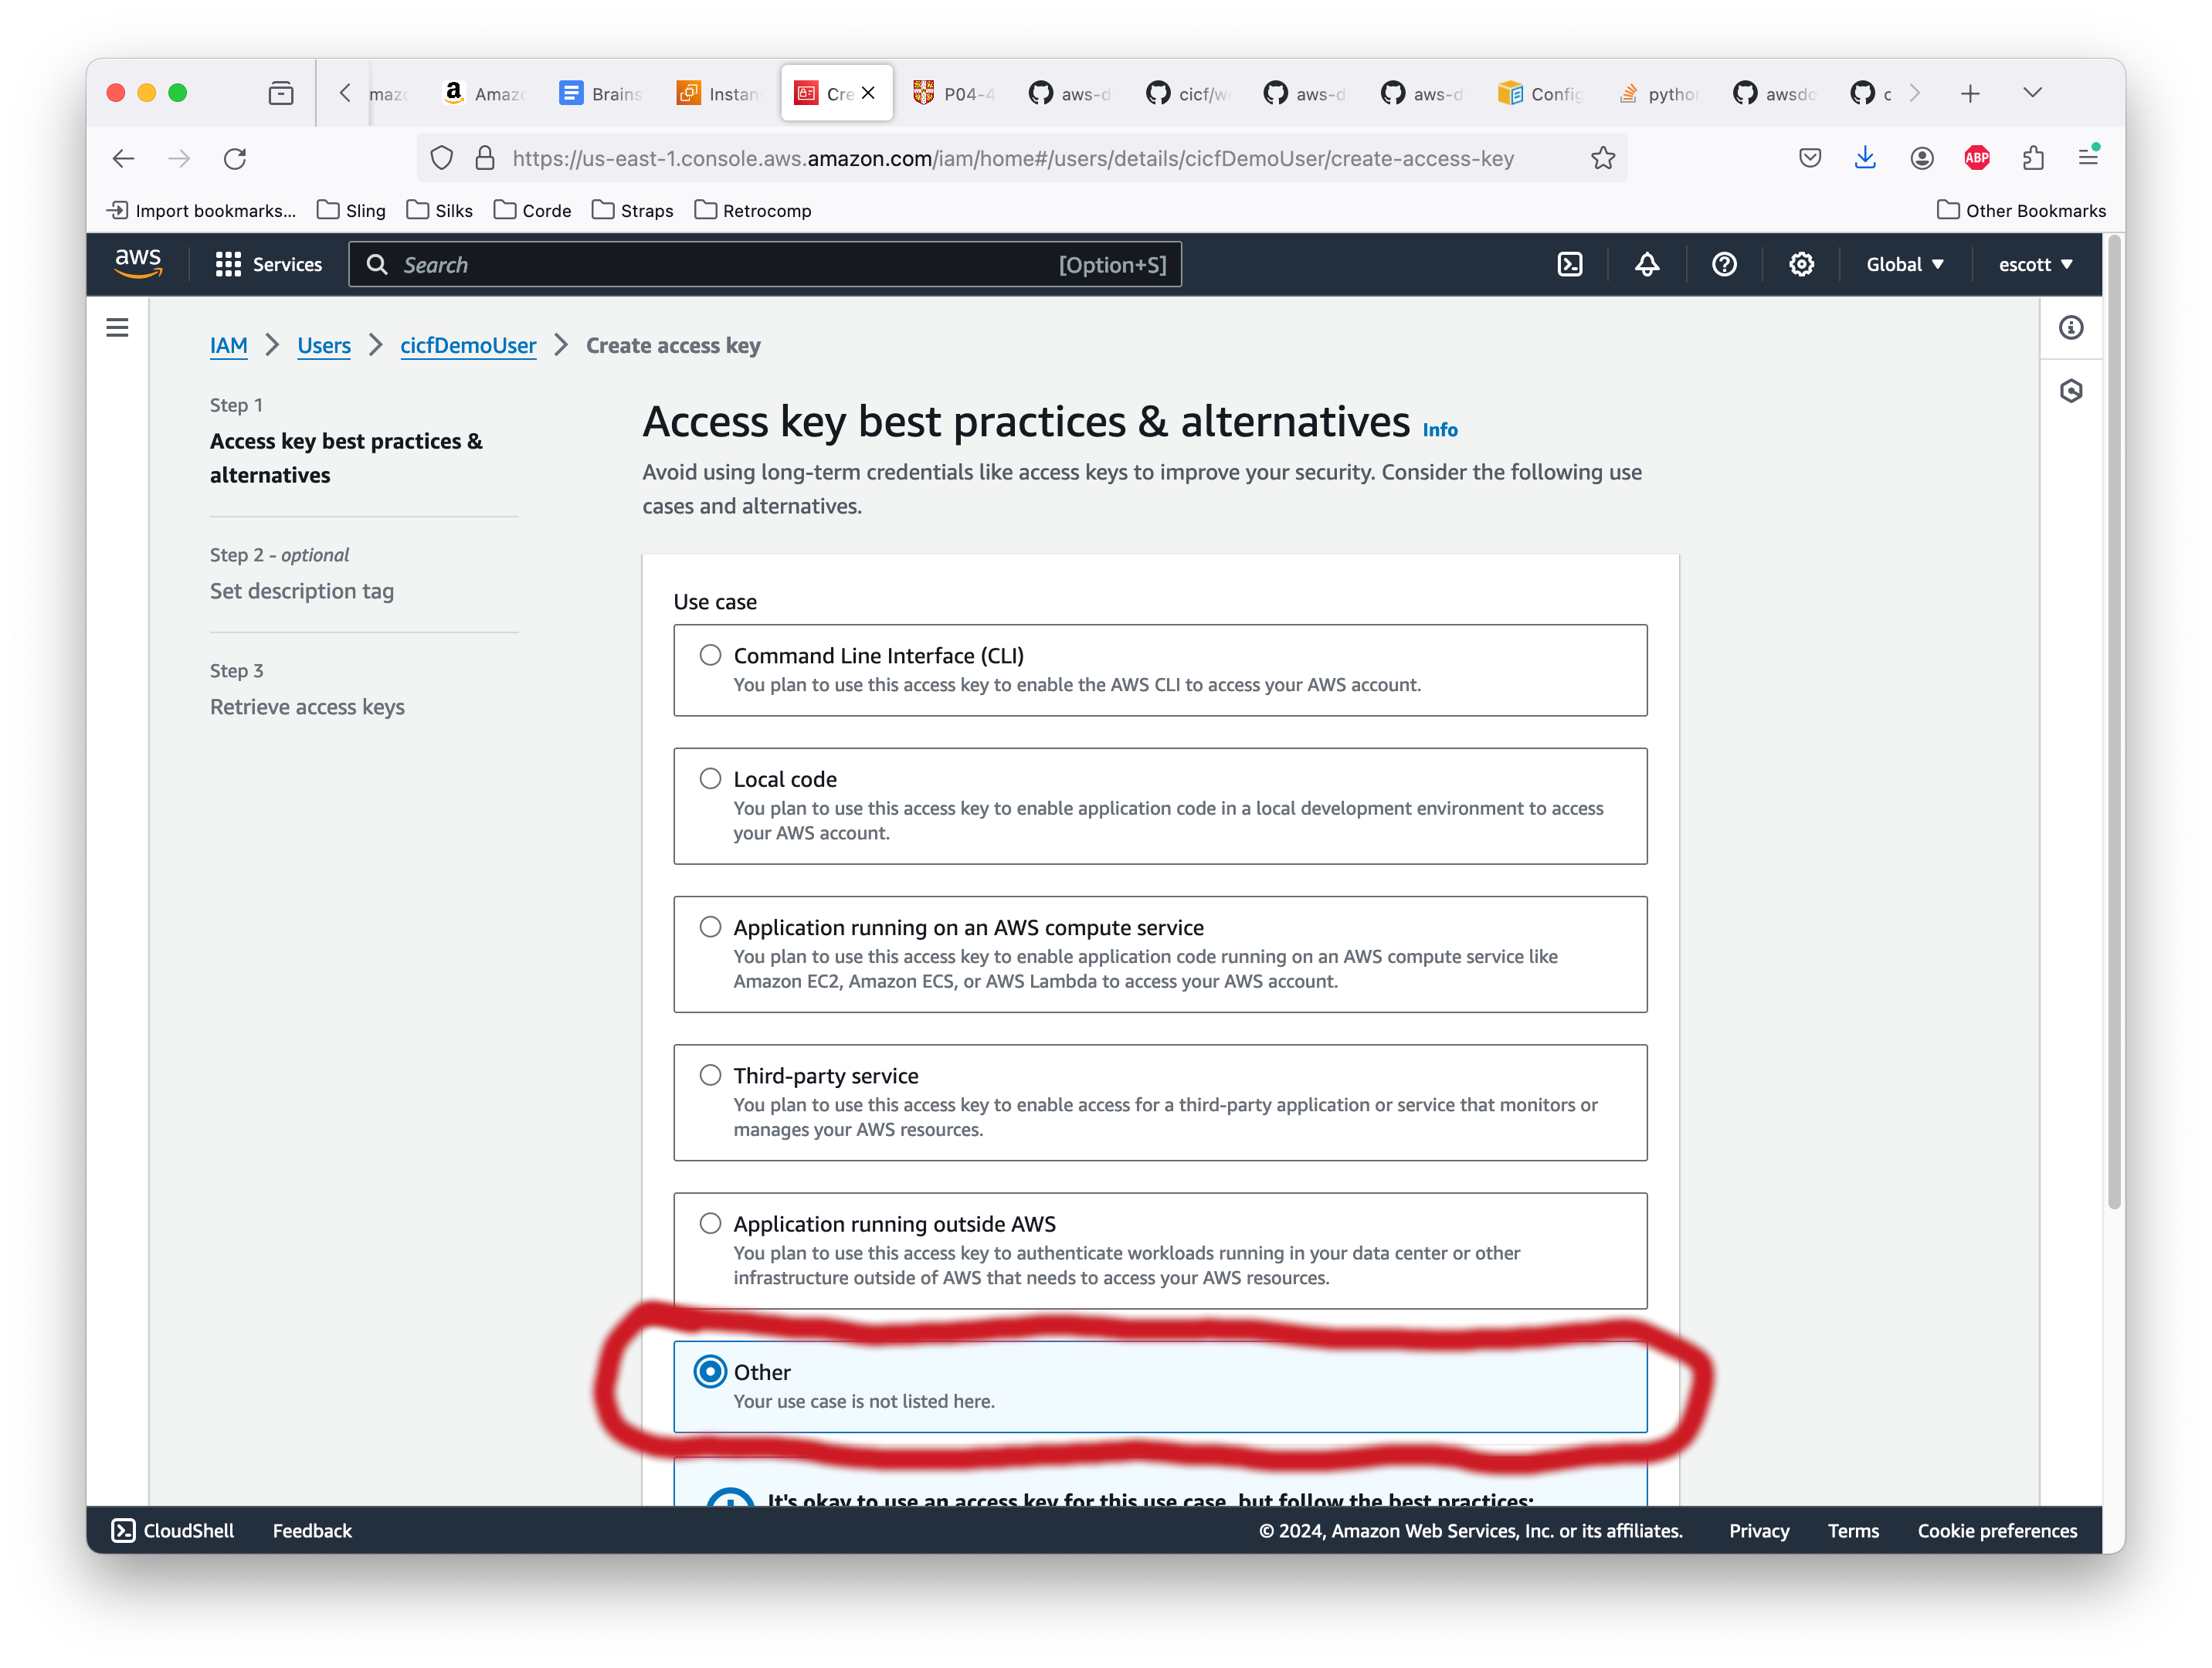 Amazo
Brains
Instan
Cre
P04-4
aws-d
cicf/w
aws-d
aws-d
Config
python
awsdo
c
https://us-east-1.console.aws.amazon.com/iam/home#/users/details/cicfDemoUser/create-access-key
ABP
Import bookmarks...
Sling
Silks
Corde
Straps
Retrocomp
Other Bookmarks
aws
Services
Search
[Option+S]
Global
escott
IAM
Users
cicfDemoUser
Create access key
Step 1
Access key best practices &
alternatives
Step 2 - optional
Set description tag
Step 3
Retrieve access keys
Access key best practices & alternatives Info
Avoid using long-term credentials like access keys to improve your security. Consider the following use
cases and alternatives.
Use case
Command Line Interface (CLI)
You plan to use this access key to enable the AWS CLI to access your AWS account.
Local code
You plan to use this access key to enable application code in a local development environment to access
your AWS account.
Application running on an AWS compute service
You plan to use this access key to enable application code running on an AWS compute service like
Amazon EC2, Amazon ECS, or AWS Lambda to access your AWS account.
Third-party service
You plan to use this access key to enable access for a third-party application or service that monitors or
manages your AWS resources.
Application running outside AWS
You plan to use this access key to authenticate workloads running in your data center or other
infrastructure outside of AWS that needs to access your AWS resources.
Other
Your use case is not listed here.
It's okay to use an access key for this use case, but follow the best practices:
CloudShell
Feedback
© 2024, Amazon Web Services, Inc. or its affiliates.
Privacy
Terms
Cookie preferences